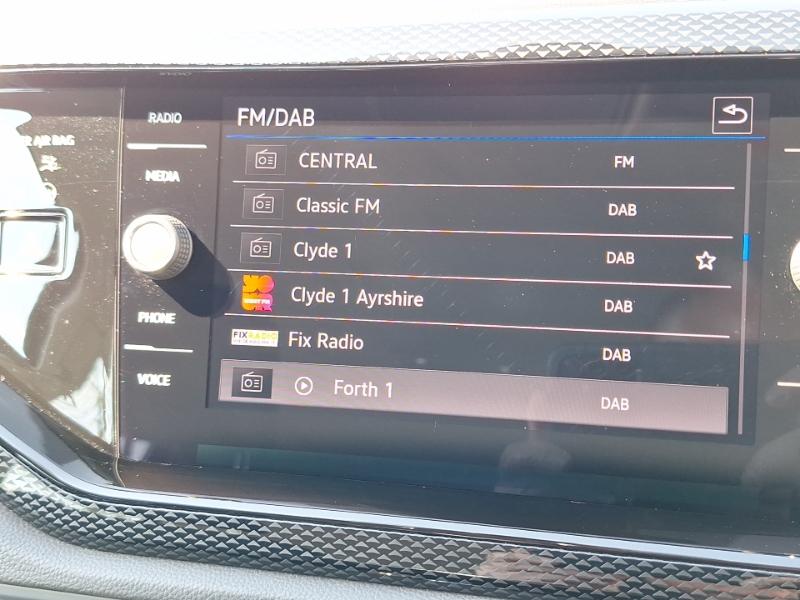 RADIO
MEDIA
PHONE
VOICE
FM/DAB
CENTRAL FM
Classic FM DAB
Clyde 1 DAB
Clyde 1 Ayrshire DAB
FIXRADIO
Fix Radio DAB
Forth 1 DAB
AIR BAG